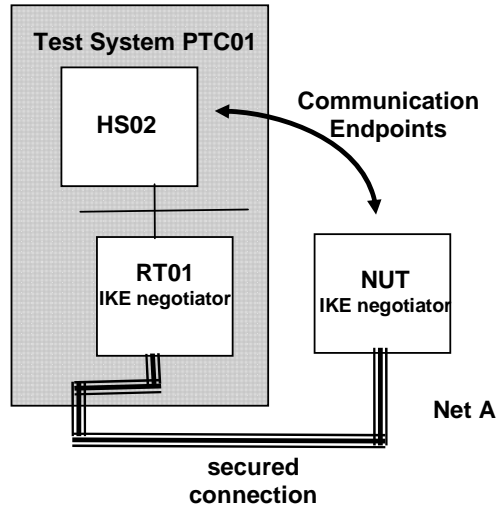 Test System PTC01
HS02
Communication
Endpoints
RT01
IKE negotiator
NUT
IKE negotiator
Net A
secured
connection